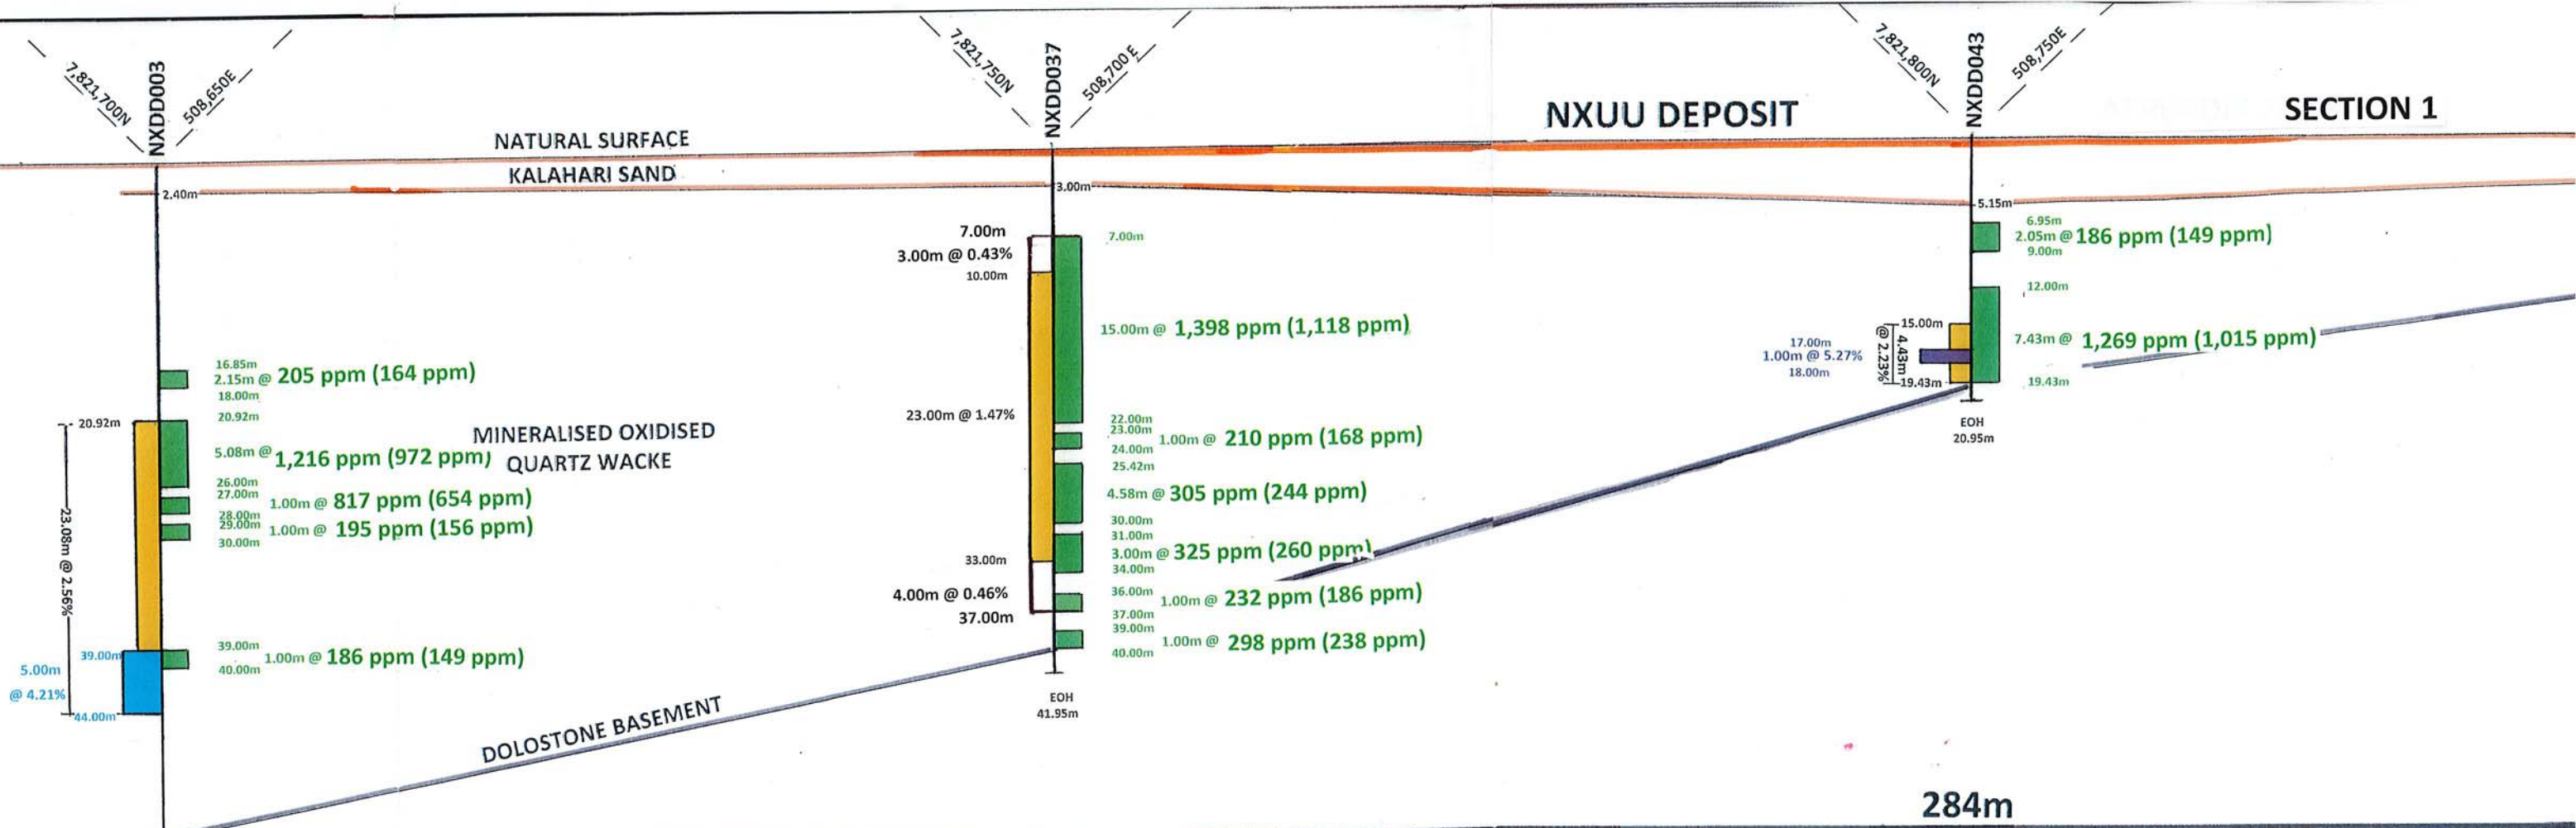 7,821,700N
NXDD003
508,650E
7,821,750N
NXDD037
508,700 E
7,821,800N
NXDD043
508,750E
NXUU DEPOSIT
SECTION 1
NATURAL SURFACE
KALAHARI SAND
2.40m
3.00m
5.15m
16.85m
2.15m @ 205 ppm (164 ppm)
18.00m
20.92m
20.92m
5.08m @ 1,216 ppm (972 ppm)
26.00m
27.00m
1.00m @ 817 ppm (654 ppm)
28.00m
29.00m
1.00m @ 195 ppm (156 ppm)
30.00m
23.08m @ 2.56%
39.00m
39.00m
1.00m @ 186 ppm (149 ppm)
40.00m
5.00m
@ 4.21%
44.00m
MINERALISED OXIDISED
QUARTZ WACKE
DOLOSTONE BASEMENT
7.00m
3.00m @ 0.43%
10.00m
23.00m @ 1.47%
33.00m
4.00m @ 0.46%
37.00m
7.00m
15.00m @ 1,398 ppm (1,118 ppm)
22.00m
23.00m
1.00m @ 210 ppm (168 ppm)
24.00m
25.42m
4.58m @ 305 ppm (244 ppm)
30.00m
31.00m
3.00m @ 325 ppm (260 ppm)
34.00m
36.00m
1.00m @ 232 ppm (186 ppm)
37.00m
39.00m
1.00m @ 298 ppm (238 ppm)
40.00m
EOH
41.95m
6.95m
2.05m @ 186 ppm (149 ppm)
9.00m
12.00m
15.00m
4.43m
@ 2.23%
19.43m
17.00m
1.00m @ 5.27%
18.00m
7.43m @ 1,269 ppm (1,015 ppm)
19.43m
EOH
20.95m
284m